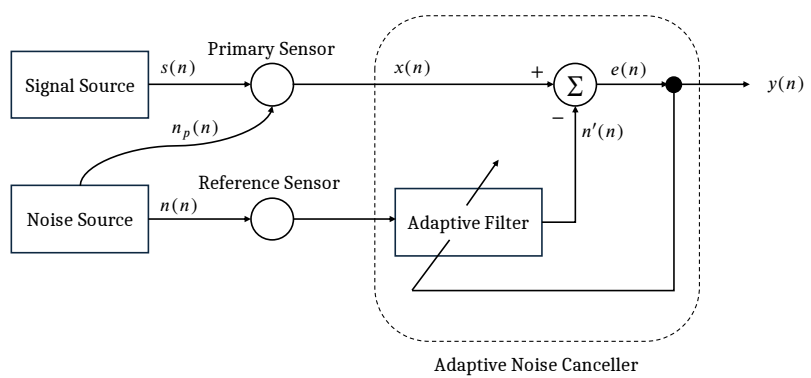 Primary Sensor
Signal Source
s(n)
x(n)
+
Σ
e(n)
y(n)
−
n_p(n)
n′(n)
Reference Sensor
Noise Source
n(n)
Adaptive Filter
Adaptive Noise Canceller